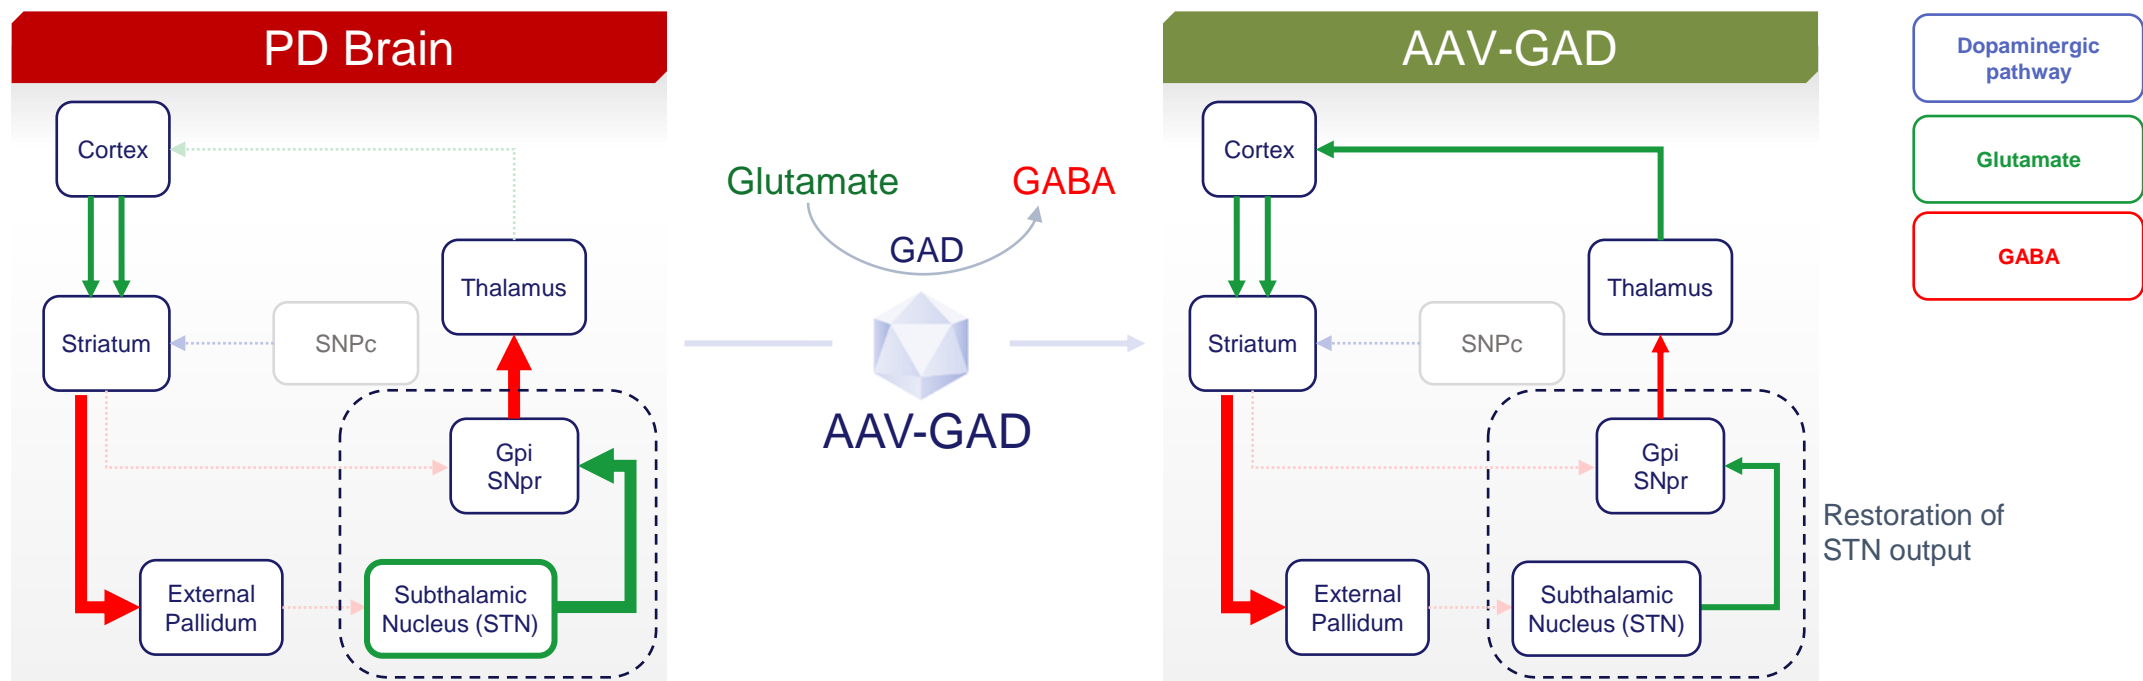 PD Brain
Cortex
Thalamus
Striatum
SNPc
Gpi
SNpr
External
Pallidum
Subthalamic
Nucleus (STN)
Glutamate
GABA
GAD
AAV-GAD
AAV-GAD
Cortex
Thalamus
Striatum
SNPc
Gpi
SNpr
External
Pallidum
Subthalamic
Nucleus (STN)
Restoration of
STN output
Dopaminergic
pathway
Glutamate
GABA